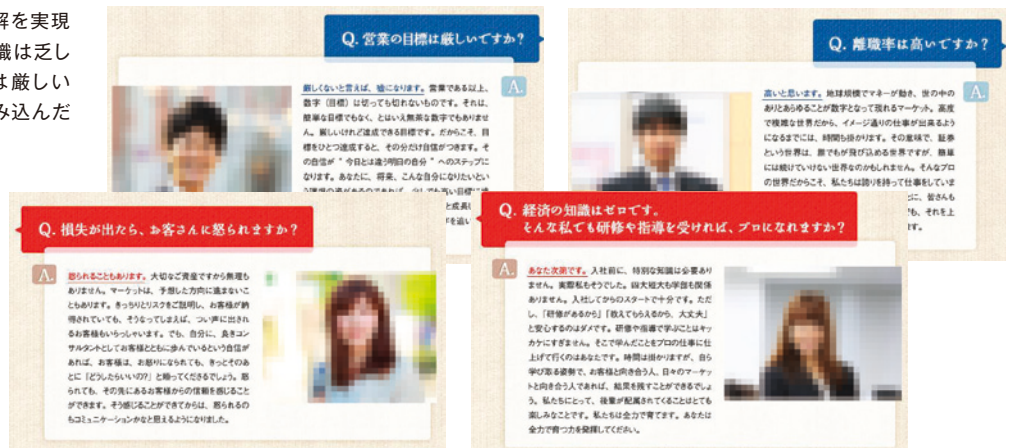 解を実現
職は乏し
は厳しい
み込んだ
Q. 営業の目標は厳しいですか？
A.
厳しくないと言えば、嘘になります。営業である以上、
数字（目標）は切っても切れないものです。それは、
簡単な目標でもなく、とはいえ無茶な数字でもありませ
ん。厳しいけれど達成できる目標です。だからこそ、目
標をひとつ達成すると、その分だけ自信がつきます。そ
の自信が“今日とは違う明日の自分”へのステップに
なります。あなたに、将来、こんな自分になりたいとい
Q. 離職率は高いですか？
A.
高いと思います。地球規模でマネーが動き、世の中の
ありとあらゆることが数字となって現れるマーケット。高度
で複雑な世界だから、イメージ通りの仕事が出来るよう
になるまでには、時間も掛かります。その意味で、証券
という世界は、誰でもが飛び込める世界ですが、簡単
には続けていけない世界なのかもしれません。そんなプロ
の世界だからこそ、私たちは誇りを持って仕事をしていま
に、皆さんも
も、それを上
す。
Q. 損失が出たら、お客さんに怒られますか？
A.
怒られることもあります。大切なご資産ですから無理も
ありません。マーケットは、予想した方向に進まないこ
ともあります。きっちりとリスクをご説明し、お客様が納
得されていても、そうなってしまえば、つい声に出され
るお客様もいらっしゃいます。でも、自分に、良きコン
サルタントとしてお客様とともに歩んでいるという自信が
あれば、お客様は、お怒りになられても、きっとそのあ
とに「どうしたらいいの？」と頼ってくださるでしょう。怒
られても、その先にあるお客様からの信頼を感じること
ができます。そう感じることができてからは、怒られるの
もコミュニケーションかなと思えるようになりました。
Q. 経済の知識はゼロです。
そんな私でも研修や指導を受ければ、プロになれますか？
A.
あなた次第です。入社前に、特別な知識は必要あり
ません。実際私もそうでした。四大短大も学部も関係
ありません。入社してからのスタートで十分です。ただ
し、「研修があるから」「教えてもらえるから、大丈夫」
と安心するのはダメです。研修や指導で学ぶことはキッ
カケにすぎません。そこで学んだことをプロの仕事に仕
上げて行くのはあなたです。時間は掛かりますが、自ら
学び取る姿勢で、お客様と向き合う人、日々のマーケッ
トと向き合う人であれば、結果を残すことができるでしょ
う。私たちにとって、後輩が配属されてくることはとても
楽しみなことです。私たちは全力で育てます。あなたは
全力で育つ力を発揮してください。